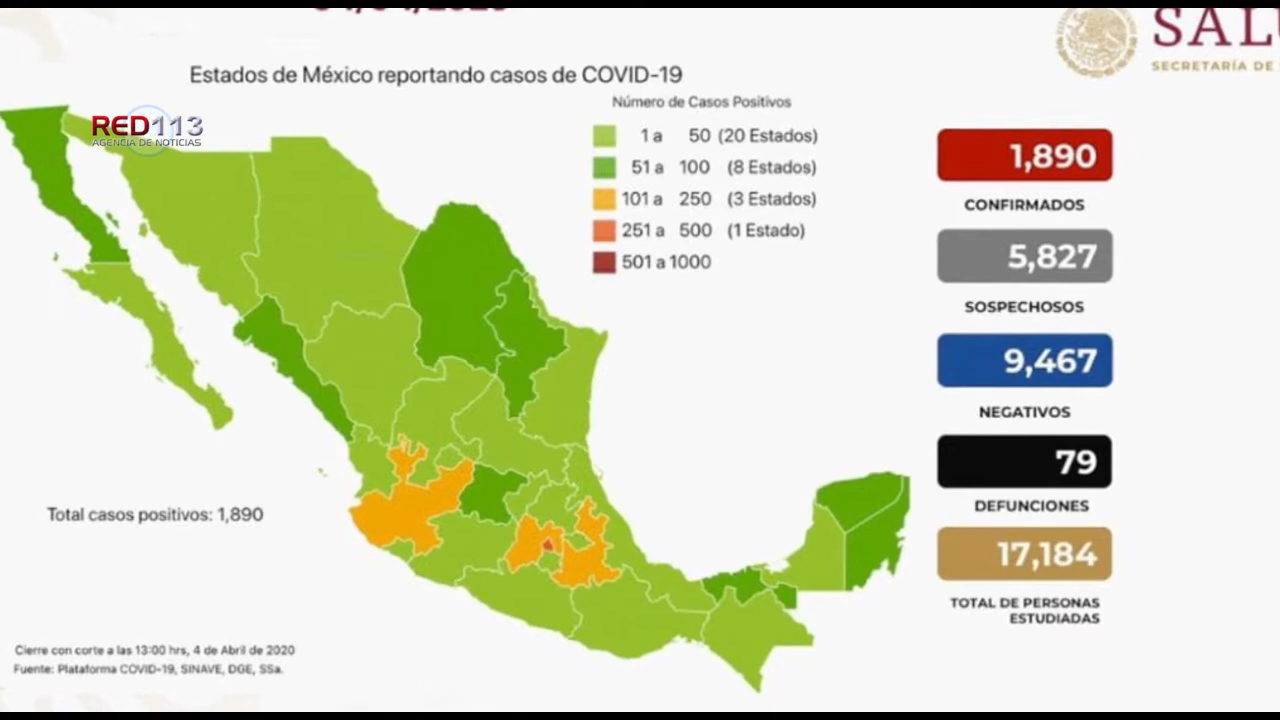 Estados de México reportando casos de COVID-19
RED113
AGENCIA DE NOTICIAS
Número de Casos Positivos
1 a 50 (20 Estados)
51 a 100 (8 Estados)
101 a 250 (3 Estados)
251 a 500 (1 Estado)
501 a 1000
SECRETARÍA DE
1,890
CONFIRMADOS
5,827
SOSPECHOSOS
9,467
NEGATIVOS
79
DEFUNCIONES
17,184
TOTAL DE PERSONAS
ESTUDIADAS
Total casos positivos: 1,890
Cierre con corte a las 13:00 hrs, 4 de Abril de 2020
Fuente: Plataforma COVID-19, SINAVE, DGE, SSa.